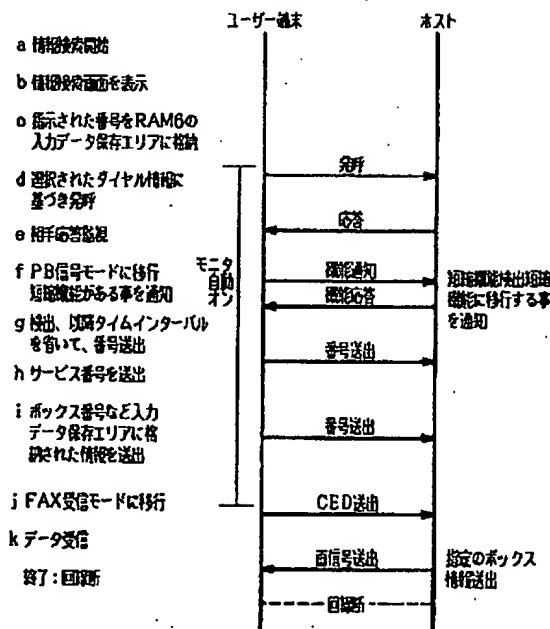 ユーザー端末
ホスト
a 情報検索開始
b 情報検索画面を表示
c 指示された番号をRAM6の
入力データ保存エリアに格納
発呼
d 選択されたダイヤル情報に
基づき発呼
応答
e 相手応答監視
モニタ
自動
オン
f PB信号モードに移行
短縮機能がある事を通知
機能通知
短縮機能検出短縮
機能に移行する事
を通知
機能応答
g 検出、以降タイムインターバル
を省いて、番号送出
番号送出
h サービス番号を送出
i ボックス番号など入力
データ保存エリアに格
納された情報を送出
番号送出
j FAX受信モードに移行
CED送出
k データ受信
画信号送出
指定のボックス
情報送出
終了:回線断
回線断